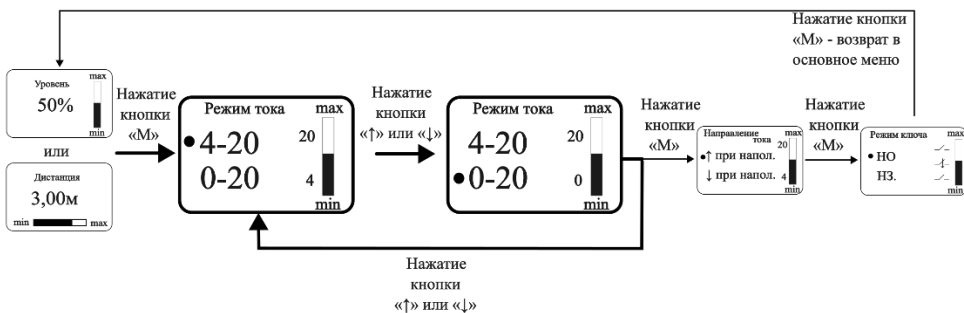 Нажатие кнопки
«М» - возврат в
основное меню
Уровень
50%
max
min
или
Дистанция
3,00м
min
max
Нажатие
кнопки
«М»
Режим тока
max
4-20
20
0-20
4
min
Нажатие
кнопки
«↑» или «↓»
Режим тока
max
4-20
20
0-20
0
min
Нажатие
кнопки
«↑» или «↓»
Нажатие
кнопки
«М»
Направление
тока
max
20
↑ при напол.
↓ при напол.
4
min
Нажатие
кнопки
«М»
Режим ключа
max
НО
НЗ.
min